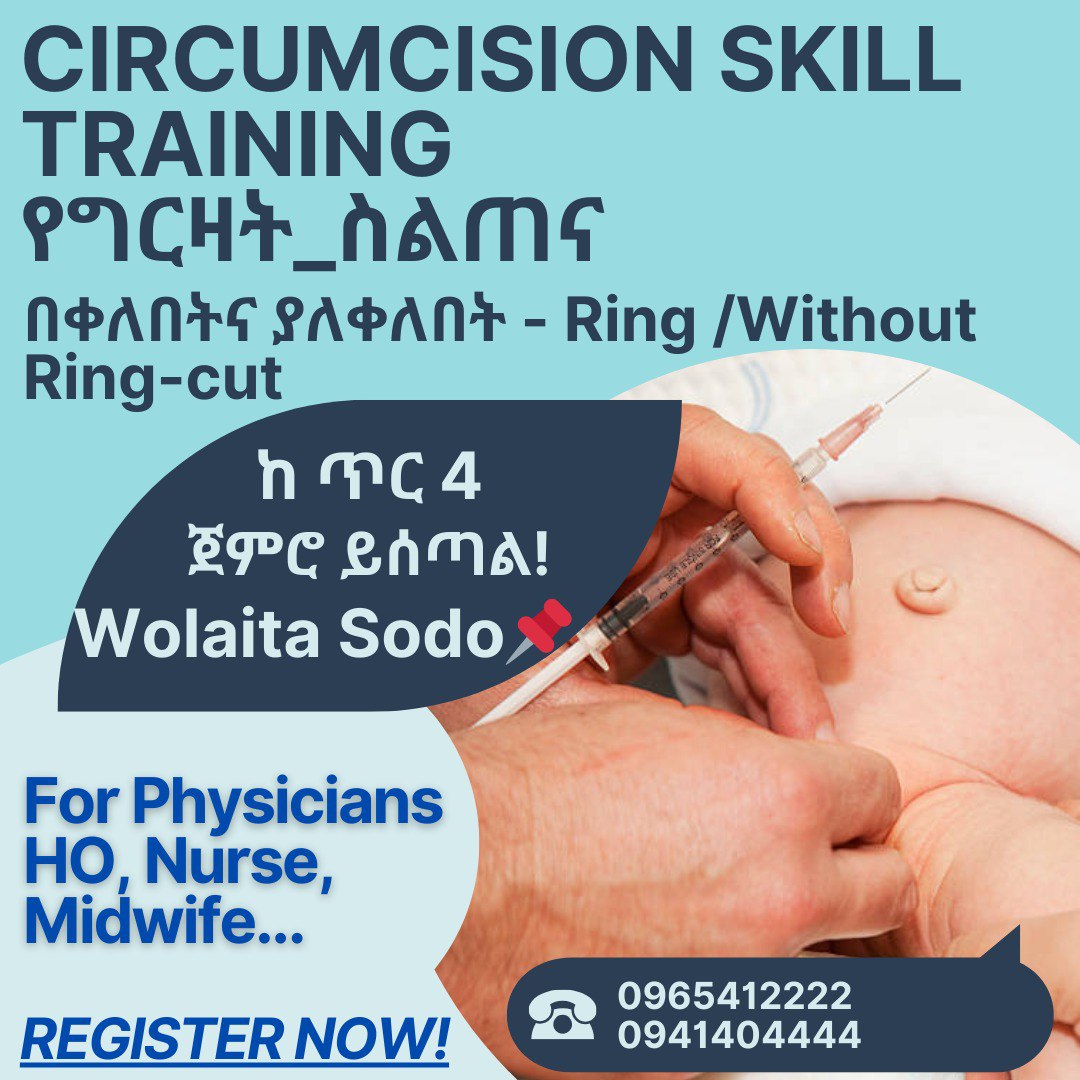 CIRCUMCISION SKILL
TRAINING
የግርዛት_ስልጠና
በቀለበትና ያለቀለበት - Ring /Without
Ring-cut
ከ ጥር 4
ጀምሮ ይሰጣል!
Wolaita Sodo
For Physicians
HO, Nurse,
Midwife...
REGISTER NOW!
0965412222
0941404444